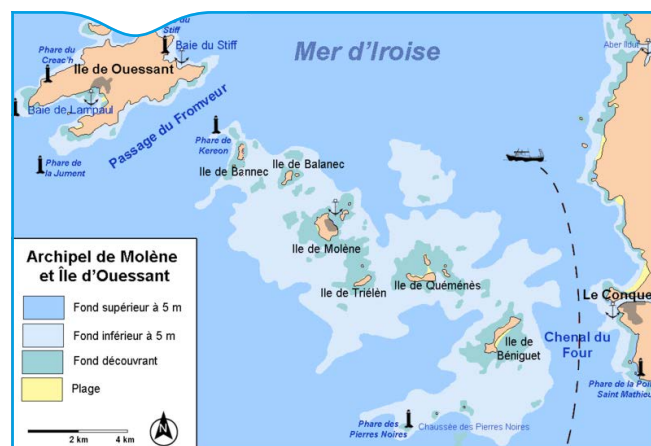 du Stiff
Mer d'Iroise
Aber Ildut
Phare du
Creac'h
Baie du Stiff
Ile de Ouessant
Baie de Lampaul
Passage du Fromveur
Phare de
la Jument
Phare de
Kereon
Ile de Bannec
Ile de Balanec
Ile de Molène
Ile de Triélèn
Ile de Quéménès
Le Conque
Ile de
Béniguet
Chenal du
Four
Phare de la Poi
Saint Mathieu
Phare des
Pierres Noires
Chaussée des Pierres Noires
Archipel de Molène
et Île d'Ouessant
Fond supérieur à 5 m
Fond inférieur à 5 m
Fond découvrant
Plage
2 km
4 km
N